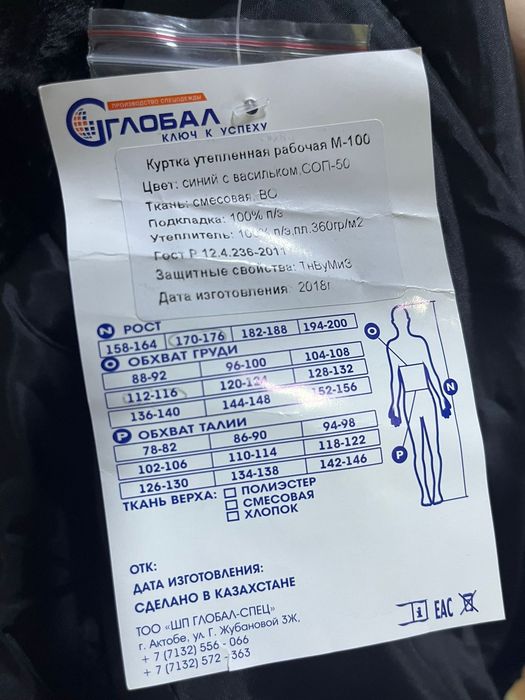 ПРОИЗВОДСТВО СПЕЦОДЕЖДЫ
ГЛОБАЛ
КЛЮЧ К УСПЕХУ
Куртка утепленная рабочая М-100
Цвет: синий с васильком,СОП-50
Ткань: смесовая, ВО
Подкладка: 100% п/э
Утеплитель: 100% п/э,пл.360гр/м2
Гост Р 12.4.236-2011
Защитные свойства: ТнВуМиЗ
Дата изготовления: 2018г
N РОСТ
158-164 170-176 182-188 194-200
О ОБХВАТ ГРУДИ
88-92 96-100 104-108
112-116 120-124 128-132
136-140 144-148 152-156
Р ОБХВАТ ТАЛИИ
78-82 86-90 94-98
102-106 110-114 118-122
126-130 134-138 142-146
ТКАНЬ ВЕРХА: ПОЛИЭСТЕР
СМЕСОВАЯ
ХЛОПОК
О
N
Р
ОТК:
ДАТА ИЗГОТОВЛЕНИЯ:
СДЕЛАНО В КАЗАХСТАНЕ
ТОО "ШП ГЛОБАЛ-СПЕЦ"
г. Актобе, ул. Г. Жубановой 3Ж,
+ 7 (7132) 556 - 066
+ 7 (7132) 572 - 363
i EAC